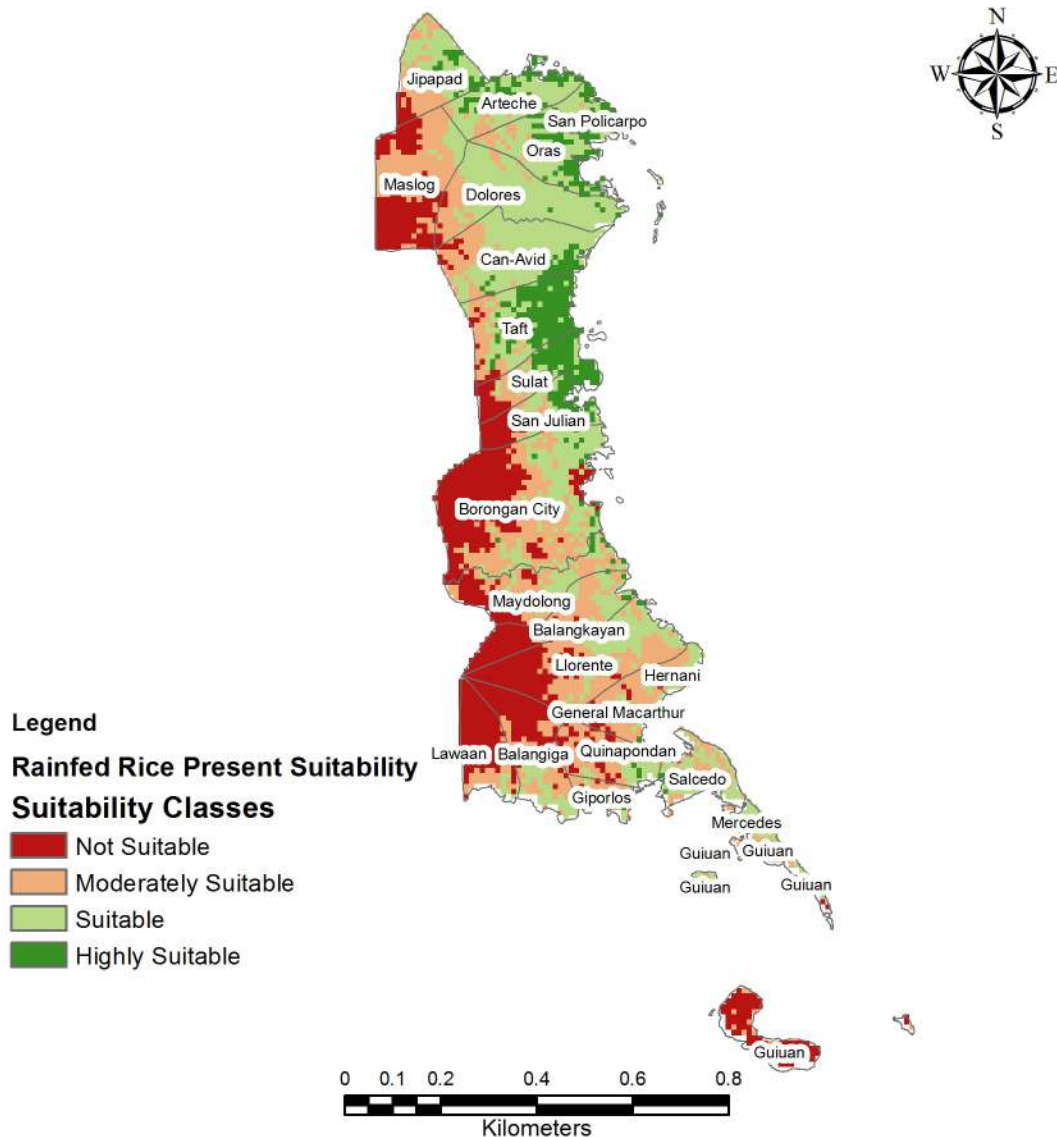 N
W E
S
Jipapad
Arteche
San Policarpo
Oras
Maslog
Dolores
Can-Avid
Taft
Sulat
San Julian
Borongan City
Maydolong
Balangkayan
Llorente
Hernani
General Macarthur
Lawaan Balangiga Quinapondan
Salcedo
Giporlos
Mercedes
Guiuan Guiuan
Guiuan Guiuan
Guiuan
Legend
Rainfed Rice Present Suitability
Suitability Classes
Not Suitable
Moderately Suitable
Suitable
Highly Suitable
0 0.1 0.2 0.4 0.6 0.8
Kilometers